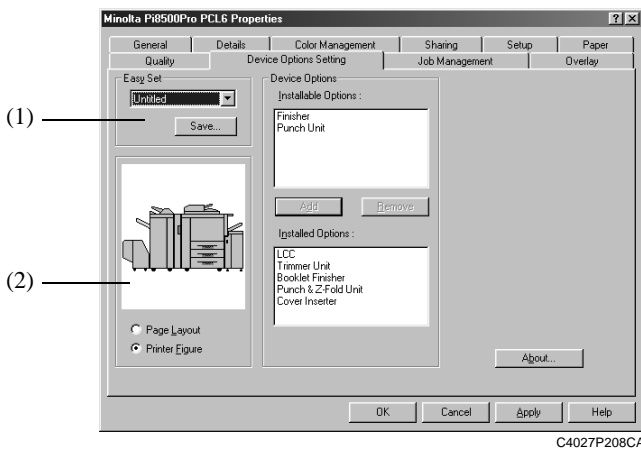 Minolta Pi8500Pro PCL6 Properties
General Details Color Management Sharing Setup Paper
Quality Device Options Setting Job Management Overlay
Easy Set
Untitled
Save...
(1)
Device Options
Installable Options :
Finisher
Punch Unit
Add Remove
Installed Options :
LCC
Trimmer Unit
Booklet Finisher
Punch & Z-Fold Unit
Cover Inserter
(2)
Page Layout
Printer Figure
About...
OK Cancel Apply Help
C4027P208CA